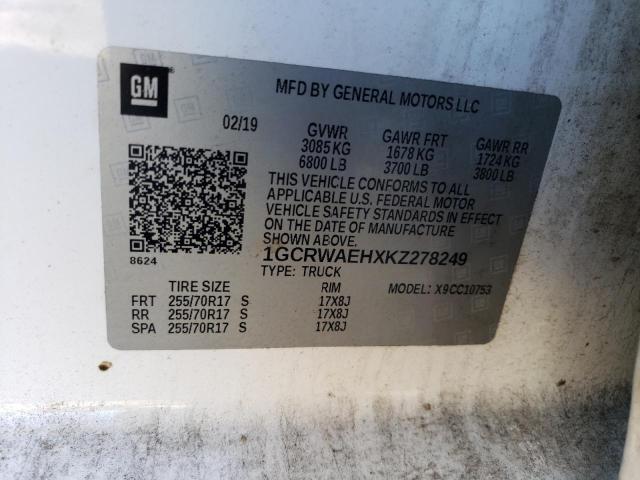 GM
MFD BY GENERAL MOTORS LLC
02/19 GVWR GAWR FRT GAWR RR
3085 KG 1678 KG 1724 KG
6800 LB 3700 LB 3800 LB
THIS VEHICLE CONFORMS TO ALL
APPLICABLE U.S. FEDERAL MOTOR
VEHICLE SAFETY STANDARDS IN EFFECT
ON THE DATE OF MANUFACTURE
SHOWN ABOVE.
1GCRWAEHXKZ278249
8624 TYPE: TRUCK
TIRE SIZE RIM MODEL: X9CC10753
FRT 255/70R17 S 17X8J
RR 255/70R17 S 17X8J
SPA 255/70R17 S 17X8J